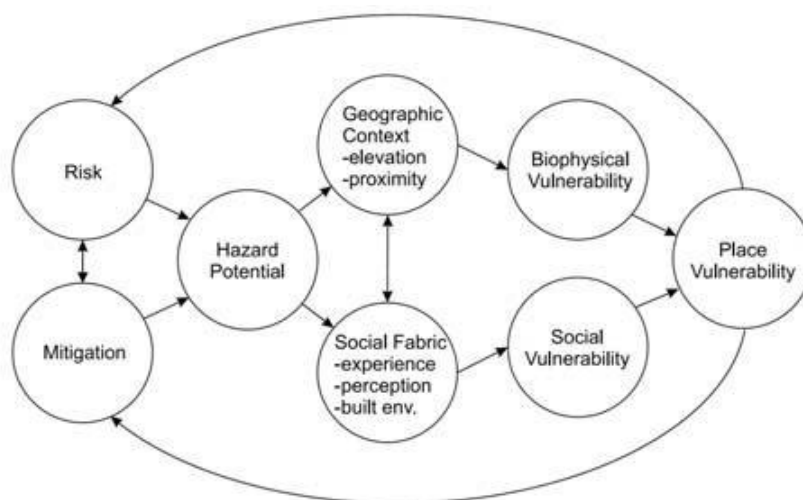 Risk
Mitigation
Hazard
Potential
Geographic
Context
-elevation
-proximity
Social Fabric
-experience
-perception
-built env.
Biophysical
Vulnerability
Social
Vulnerability
Place
Vulnerability